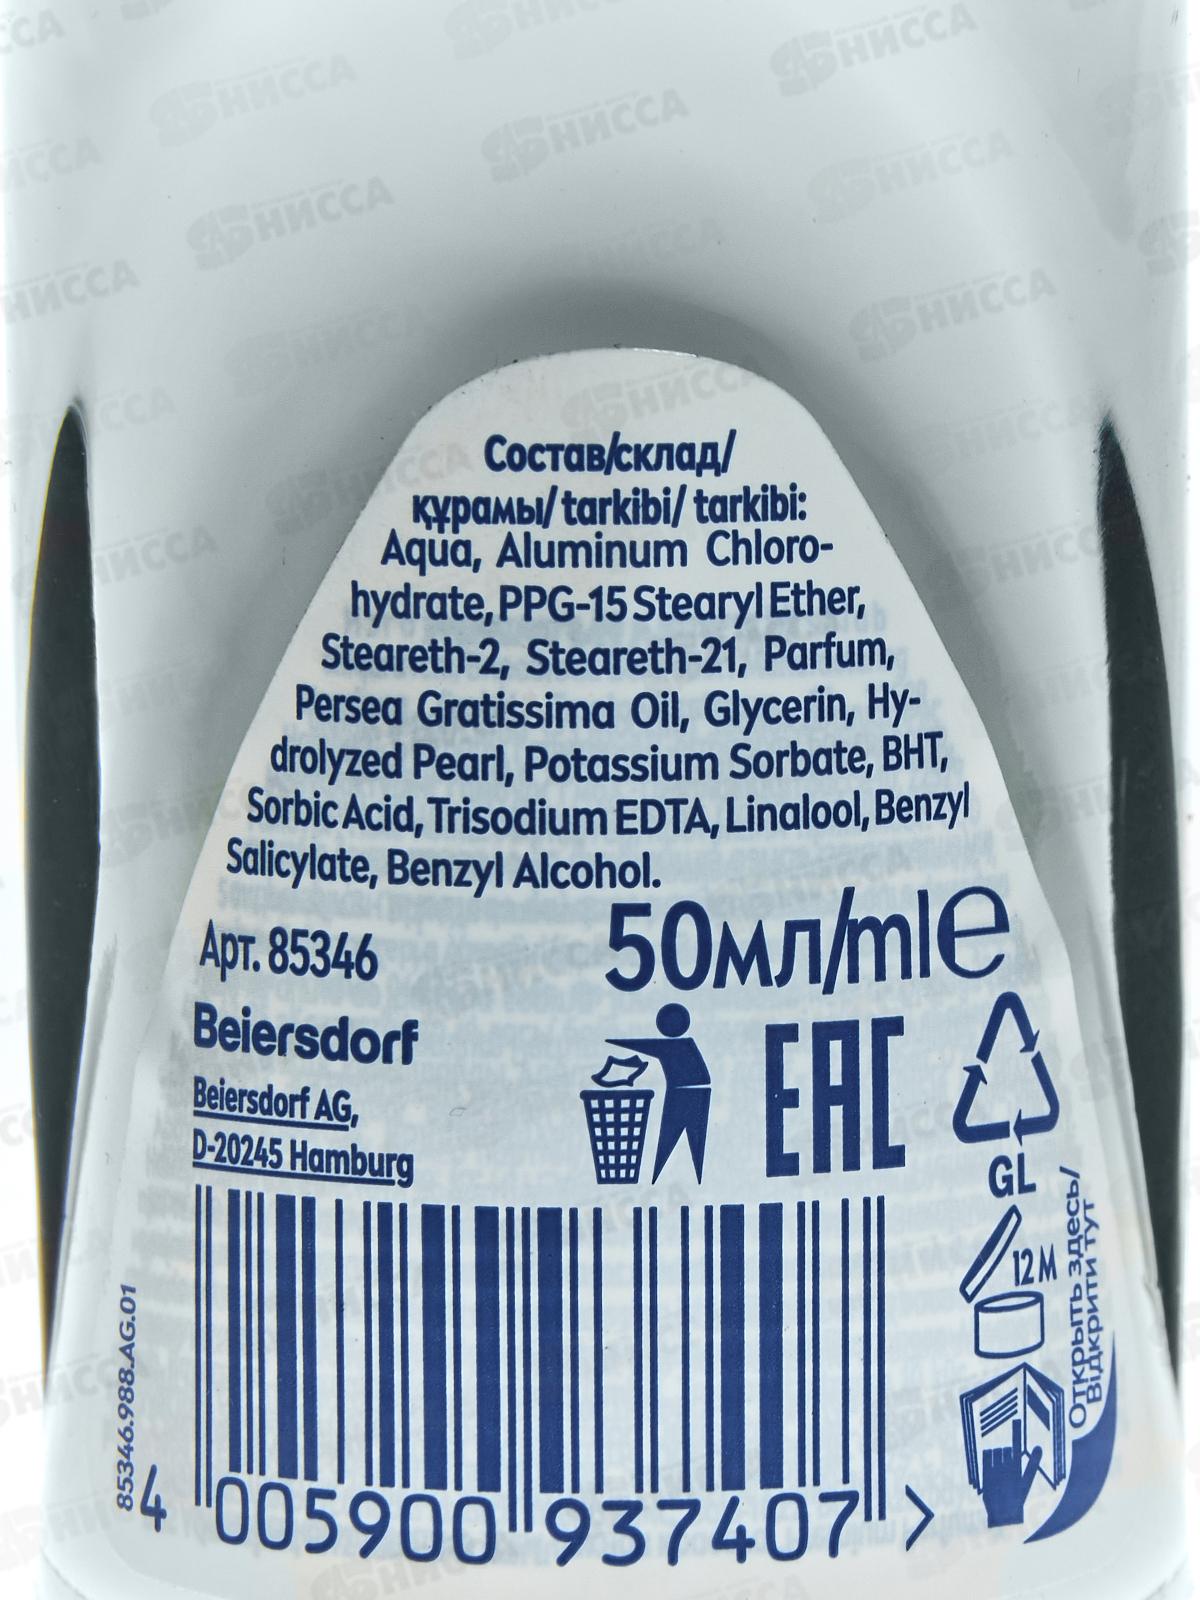 Состав/склад/
құрамы/ tarkibi/ tarkibi:
Aqua, Aluminum Chloro-
hydrate, PPG-15 Stearyl Ether,
Steareth-2, Steareth-21, Parfum,
Persea Gratissima Oil, Glycerin, Hy-
drolyzed Pearl, Potassium Sorbate, BHT,
Sorbic Acid, Trisodium EDTA, Linalool, Benzyl
Salicylate, Benzyl Alcohol.
50мл/ml e
Арт. 85346
Beiersdorf
Beiersdorf AG,
D-20245 Hamburg
EAC
GL
12M
Открыть здесь/
Відкрити тут
85346.988.AG.01
4 005900 937407 >
НИССА